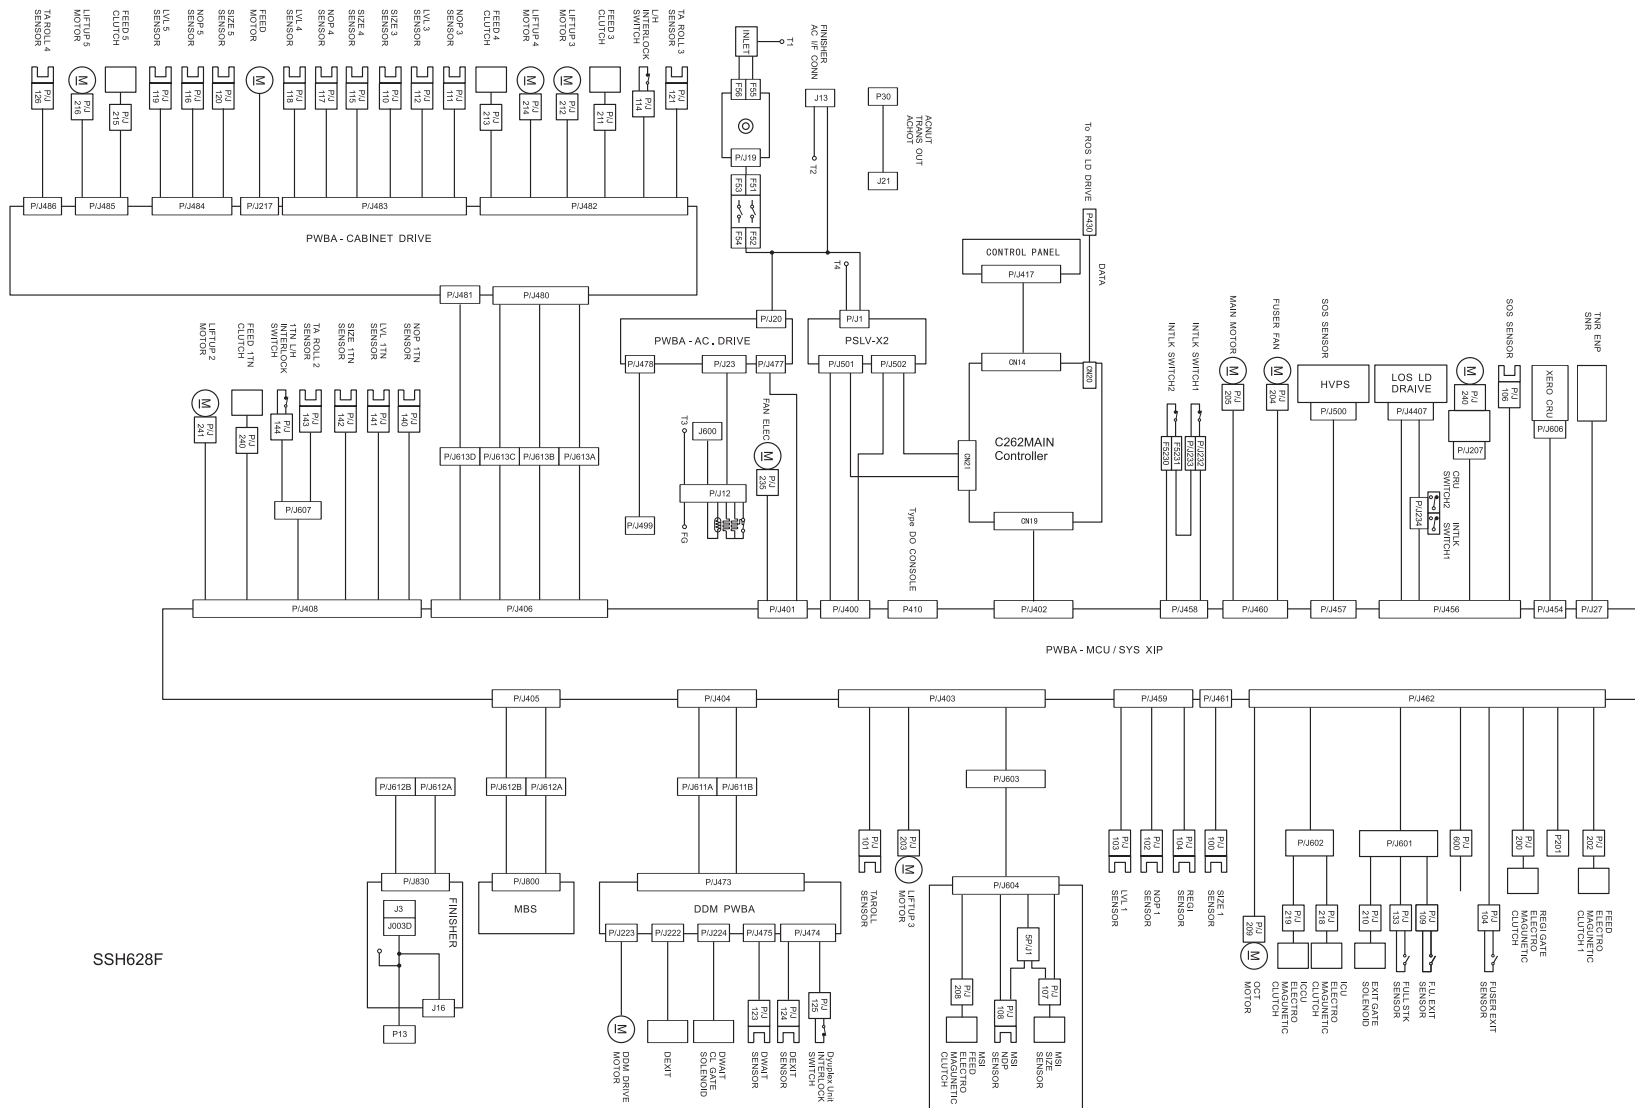 TA ROLL 4
SENSOR
LIFTUP 5
MOTOR
FEED 5
CLUTCH
LVL 5
SENSOR
NOP 5
SENSOR
SIZE 5
SENSOR
FEED
MOTOR
LVL 4
SENSOR
NOP 4
SENSOR
SIZE 4
SENSOR
SIZE 3
SENSOR
LVL 3
SENSOR
NOP 3
SENSOR
FEED 4
CLUTCH
LIFTUP 4
MOTOR
LIFTUP 3
MOTOR
FEED 3
CLUTCH
L/H
INTERLOCK
SWITCH
TA ROLL 3
SENSOR
P/J 126
M P/J 216
P/J 215
P/J 119
P/J 116
P/J 120
M
P/J 118
P/J 117
P/J 115
P/J 110
P/J 112
P/J 111
P/J 213
M P/J 214
M P/J 212
P/J 211
P/J 114
P/J 121
P/J486
P/J485
P/J484
P/J217
P/J483
P/J482
PWBA - CABINET DRIVE
P/J481
P/J480
INLET
T1
F56
F55
P/J19
F53
F51
F54
F52
FINISHER
AC I/F CONN
J13
T2
P30
J21
ACNUT
TRANS OUT
ACHOT
To ROS LD DRIVE
P430
DATA
T4
CONTROL PANEL
P/J417
P/J20
PWBA - AC . DRIVE
P/J478
P/J23
P/J477
P/J1
PSLV-X2
P/J501
P/J502
CN14
CN20
CN21
C262MAIN
Controller
CN19
FAN ELEC
M
P/J 235
T3
J600
P/J12
FG
P/J499
Type DO CONSOLE
LIFTUP 2
MOTOR
FEED 1TN
CLUTCH
1TN L/H
INTERLOCK
SWITCH
TA ROLL 2
SENSOR
SIZE 1TN
SENSOR
LVL 1TN
SENSOR
NOP 1TN
SENSOR
M P/J 241
P/J 240
P/J 144
P/J 143
P/J 142
P/J 141
P/J 140
P/J607
P/J613D
P/J613C
P/J613B
P/J613A
INTLK SWITCH2
INTLK SWITCH1
F5230
F5231
P/J233
P/J232
MAIN MOTOR
M P/J 205
FUSER FAN
M P/J 204
SOS SENSOR
HVPS
P/J500
LOS LD
DRAIVE
P/J4407
M P/J 240
P/J207
P/J234
CRU
SWITCH2
INTLK
SWITCH1
SOS SENSOR
P/J 106
XERO CRU
P/J606
TNR ENP
SNR
P/J408
P/J406
P/J401
P/J400
P410
P/J402
P/J458
P/J460
P/J457
P/J456
P/J454
P/J27
PWBA - MCU / SYS XIP
P/J405
P/J404
P/J403
P/J459
P/J461
P/J462
P/J612B
P/J612A
P/J612B
P/J612A
P/J611A
P/J611B
P/J603
P/J830
J3
J003D
FINISHER
J16
P13
P/J800
MBS
P/J473
DDM PWBA
P/J223
P/J222
P/J224
P/J475
P/J474
P/J 123
P/J 124
P/J 125
M
DDM DRIVE
MOTOR
DEXIT
DWAIT
CL GATE
SOLENOID
DWAIT
SENSOR
DEXIT
SENSOR
Dyuplex Unit
INTERLOCK
SWITCH
P/J 101
TAROLL
SENSOR
P/J 203
M
LIFTUP 3
MOTOR
P/J604
5P/J1
P/J 208
P/J 108
P/J 107
MSI
FEED
ELECTRO
MAGUNETIC
CLUTCH
MSI
NDP
SENSOR
MSI
SIZE
SENSOR
P/J 103
P/J 102
P/J 104
P/J 100
LVL 1
SENSOR
NOP 1
SENSOR
REGI
SENSOR
SIZE 1
SENSOR
P/J 209
M
OCT
MOTOR
P/J602
P/J 219
P/J 218
ICCU
ELECTRO
MAGUNETIC
CLUTCH
ICU
ELECTRO
MAGUNETIC
CLUTCH
P/J601
P/J 210
P/J 133
P/J 109
EXIT GATE
SOLENOID
FULL STK
SENSOR
F.U. EXIT
SENSOR
P/J 600
P/J 104
FUSER EXIT
SENSOR
P/J 200
REGI GATE
ELECTRO
MAGUNETIC
CLUTCH
P201
P/J 202
FEED
ELECTRO
MAGUNETIC
CLUTCH 1
SSH628F